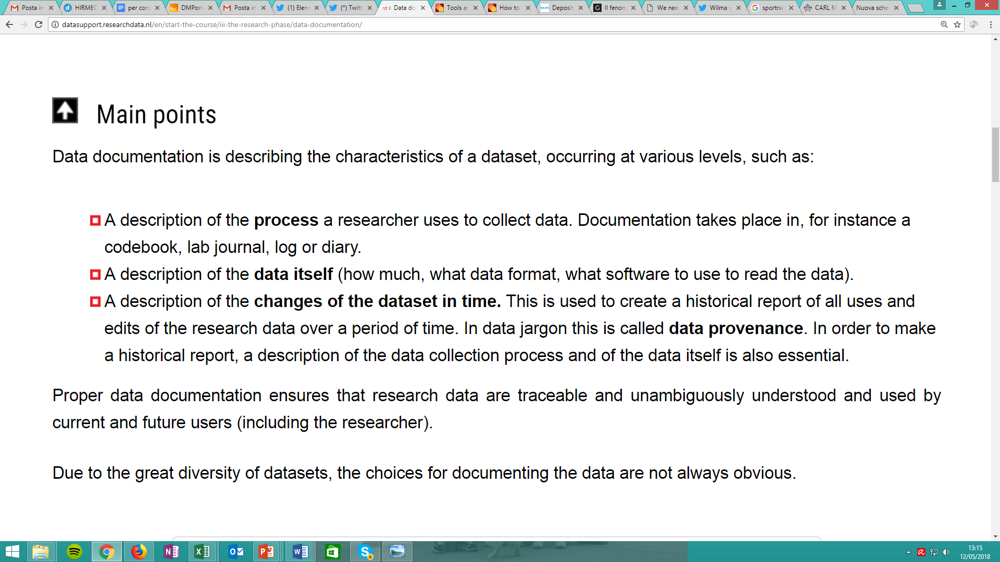 Posta in
HIRMEC
per cors
DMPonl
Posta in
(1) Elena
(*) Twitt
Data do
Tools an
How to
Deposit
Il fenom
We nee
Wilma v
sportrxi
CARL M
Nuova sche
datasupport.researchdata.nl/en/start-the-course/iii-the-research-phase/data-documentation/
Main points
Data documentation is describing the characteristics of a dataset, occurring at various levels, such as:
A description of the process a researcher uses to collect data. Documentation takes place in, for instance a
codebook, lab journal, log or diary.
A description of the data itself (how much, what data format, what software to use to read the data).
A description of the changes of the dataset in time. This is used to create a historical report of all uses and
edits of the research data over a period of time. In data jargon this is called data provenance. In order to make
a historical report, a description of the data collection process and of the data itself is also essential.
Proper data documentation ensures that research data are traceable and unambiguously understood and used by
current and future users (including the researcher).
Due to the great diversity of datasets, the choices for documenting the data are not always obvious.
13:15
12/05/2018